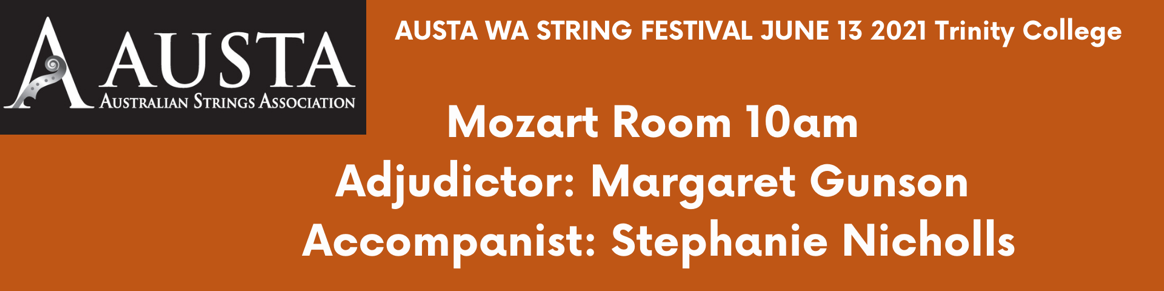 AUSTA
AUSTRALIAN STRINGS ASSOCIATION
AUSTA WA STRING FESTIVAL JUNE 13 2021 Trinity College
Mozart Room 10am
Adjudictor: Margaret Gunson
Accompanist: Stephanie Nicholls